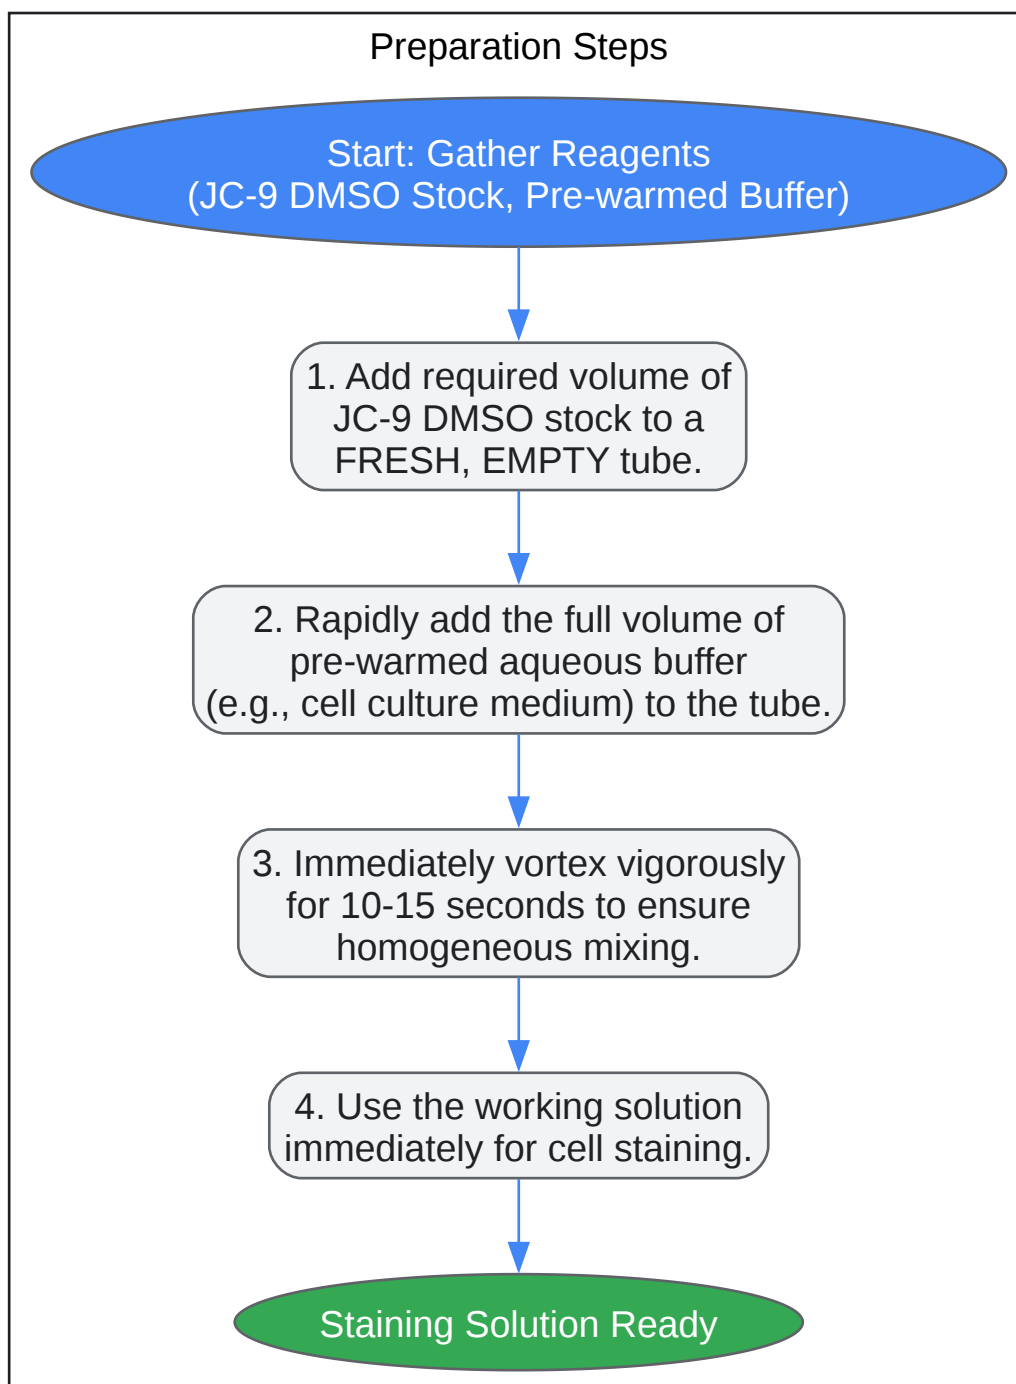 Preparation Steps
Start: Gather Reagents
(JC-9 DMSO Stock, Pre-warmed Buffer)
1. Add required volume of
JC-9 DMSO stock to a
FRESH, EMPTY tube.
2. Rapidly add the full volume of
pre-warmed aqueous buffer
(e.g., cell culture medium) to the tube.
3. Immediately vortex vigorously
for 10-15 seconds to ensure
homogeneous mixing.
4. Use the working solution
immediately for cell staining.
Staining Solution Ready